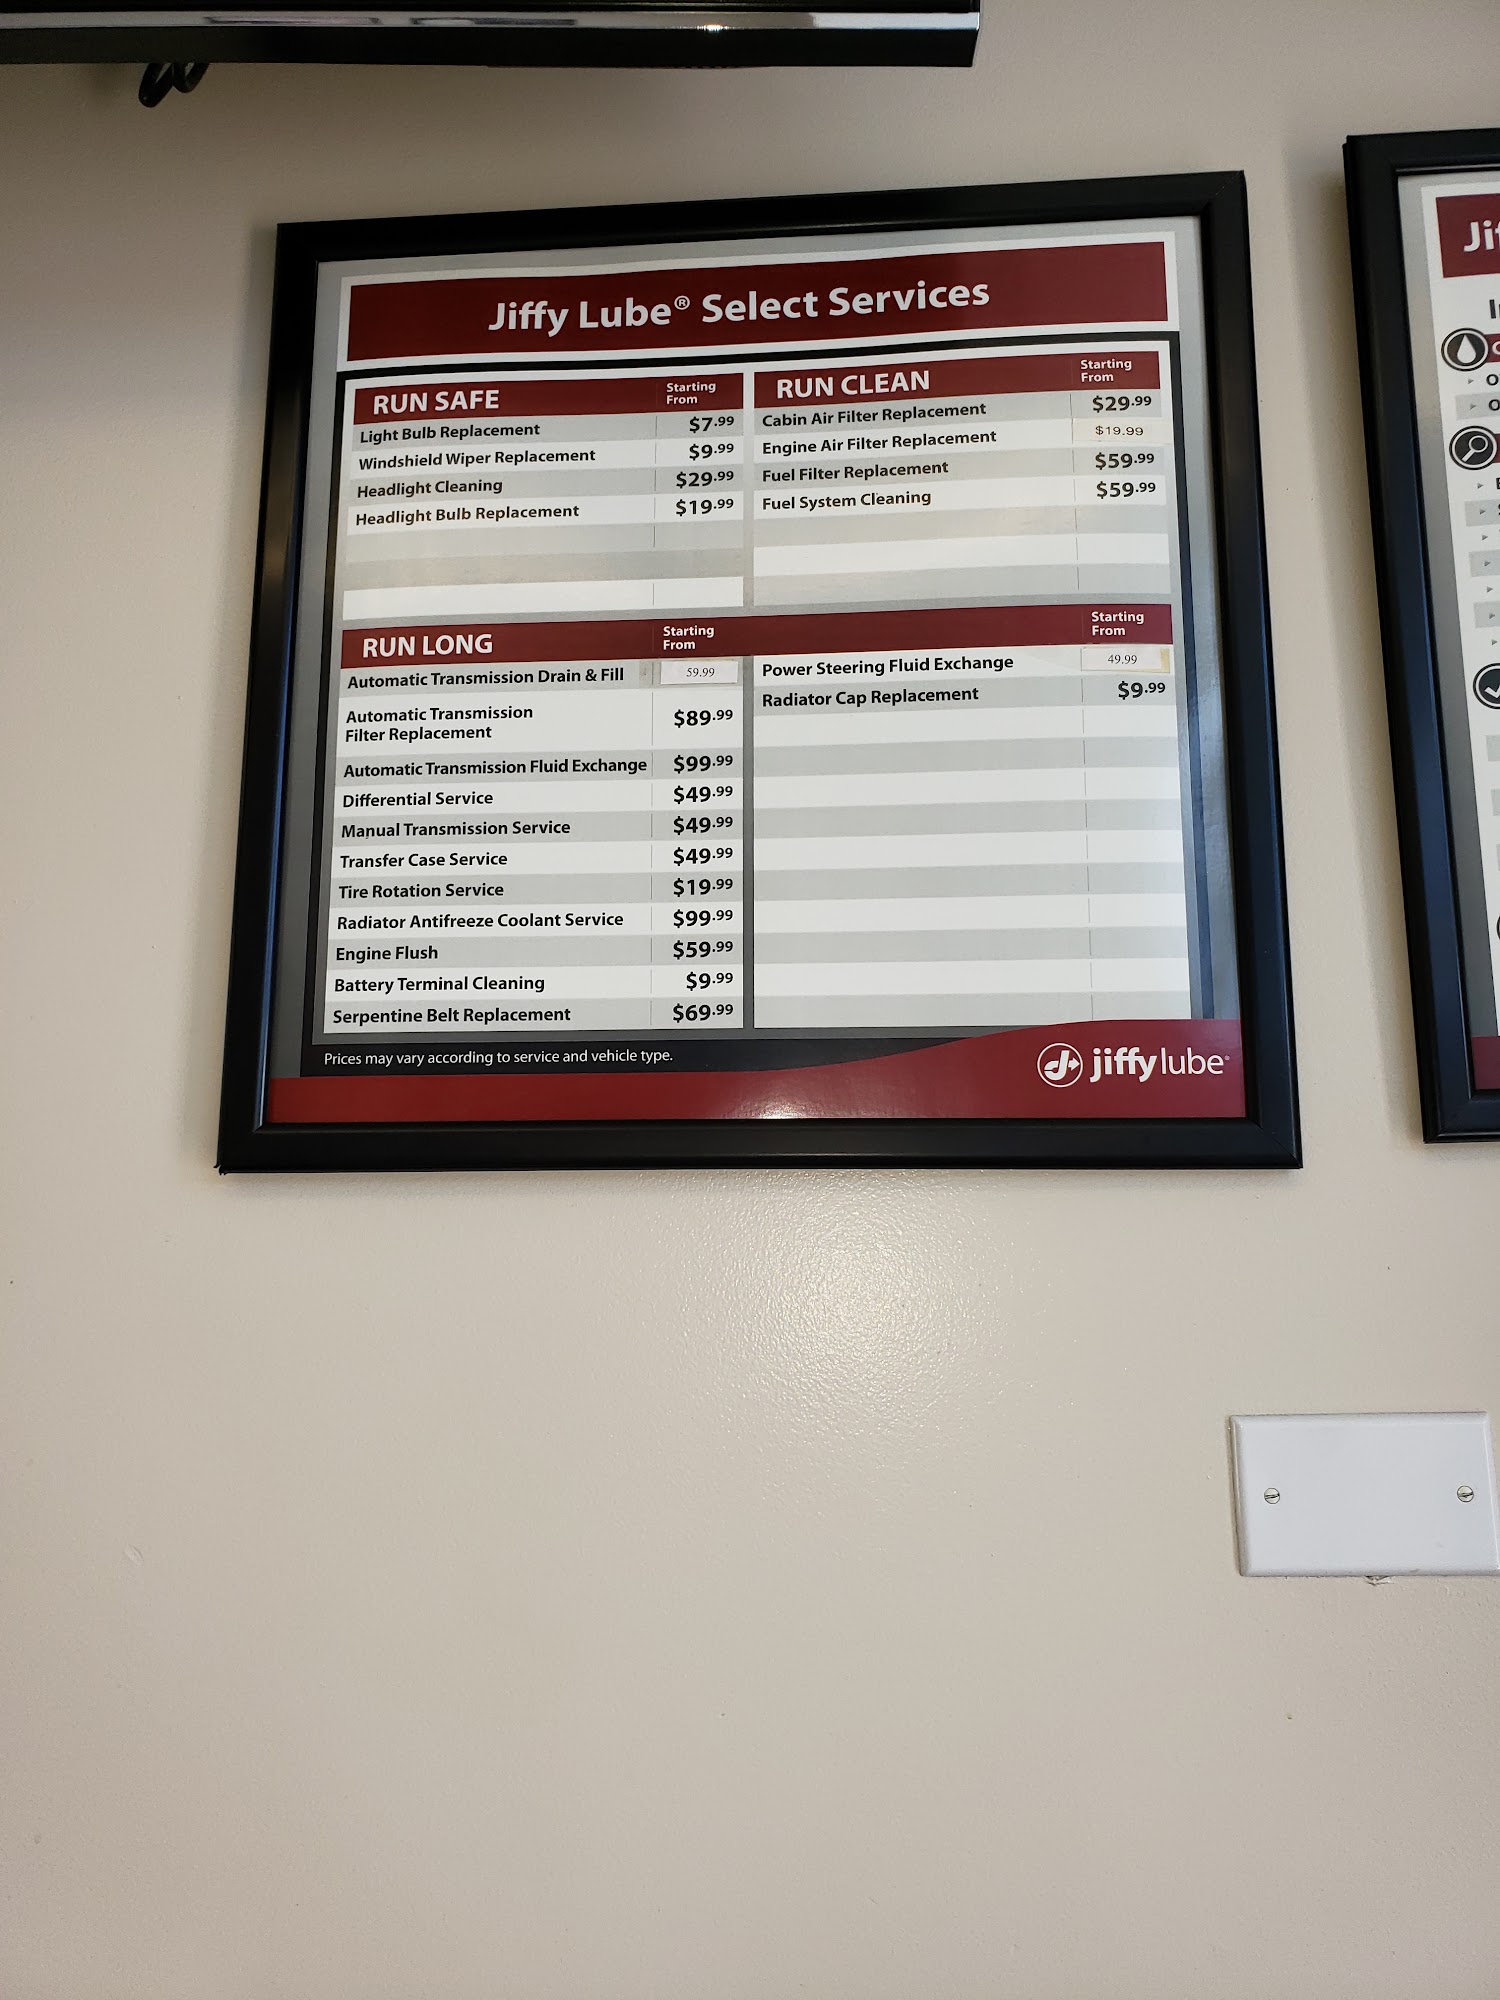 Jiffy Lube® Select Services
RUN SAFE Starting From
Light Bulb Replacement $7.99
Windshield Wiper Replacement $9.99
Headlight Cleaning $29.99
Headlight Bulb Replacement $19.99
RUN CLEAN Starting From
Cabin Air Filter Replacement $29.99
Engine Air Filter Replacement $19.99
Fuel Filter Replacement $59.99
Fuel System Cleaning $59.99
RUN LONG Starting From
Automatic Transmission Drain & Fill 59.99
Automatic Transmission
Filter Replacement $89.99
Automatic Transmission Fluid Exchange $99.99
Differential Service $49.99
Manual Transmission Service $49.99
Transfer Case Service $49.99
Tire Rotation Service $19.99
Radiator Antifreeze Coolant Service $99.99
Engine Flush $59.99
Battery Terminal Cleaning $9.99
Serpentine Belt Replacement $69.99
Starting From
Power Steering Fluid Exchange 49.99
Radiator Cap Replacement $9.99
Prices may vary according to service and vehicle type.
jiffylube
Ji